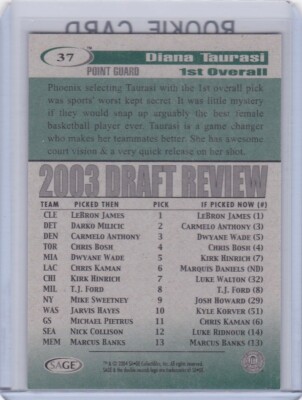 ROOKIE CARD
37
TM
Diana Taurasi
POINT GUARD
1st Overall
Phoenix selecting Taurasi with the 1st overall pick
was sports' worst kept secret. It was little mystery
if they would snap up arguably the best female
basketball player ever. Taurasi is a game changer
who makes her teammates better. She has awesome
court vision & a very quick release on her shot.
2003 DRAFT REVIEW
TEAM PICKED THEN PICK IF PICKED NOW (#)
CLE LEBRON JAMES 1 LEBRON JAMES (1)
DET DARKO MILICIC 2 CARMELO ANTHONY (3)
DEN CARMELO ANTHONY 3 DWYANE WADE (5)
TOR CHRIS BOSH 4 CHRIS BOSH (4)
MIA DWYANE WADE 5 KIRK HINRICH (7)
LAC CHRIS KAMAN 6 MARQUIS DANIELS (ND)
CHI KIRK HINRICH 7 LUKE WALTON (32)
MIL T.J. FORD 8 T.J. FORD (8)
NY MIKE SWEETNEY 9 JOSH HOWARD (29)
WAS JARVIS HAYES 10 KYLE KORVER (51)
GS MICHAEL PIETRUS 11 CHRIS KAMAN (6)
SEA NICK COLLISON 12 LUKE RIDNOUR (14)
MEM MARCUS BANKS 13 MARCUS BANKS (13)
SAGE